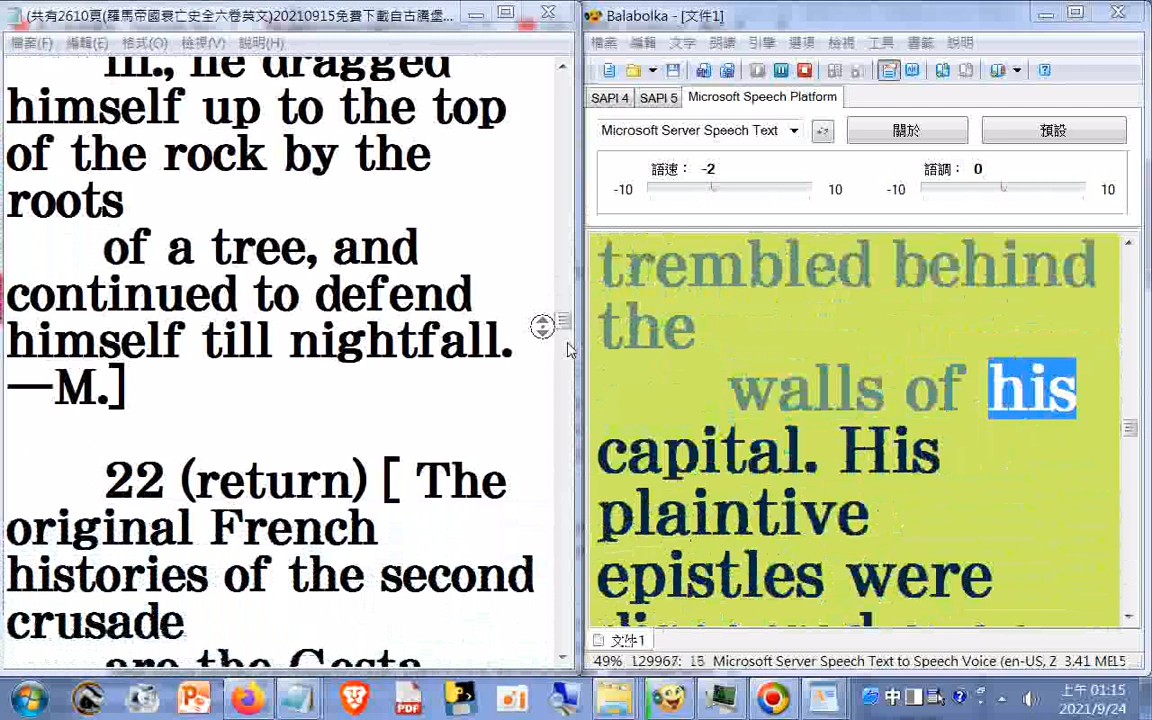 (共有2610頁(羅馬帝國衰亡史全六卷英文)20210915免費下載自古騰堡...
檔案(F) 編輯(E) 格式(O) 檢視(V) 說明(H)
III., he dragged
himself up to the top
of the rock by the
roots
of a tree, and
continued to defend
himself till nightfall.
—M.]
22 (return) [ The
original French
histories of the second
crusade
are the Gesta
Balabolka - [文件1]
檔案 編輯 文字 朗讀 引擎 選項 檢視 工具 書籤 說明
SAPI 4 SAPI 5 Microsoft Speech Platform
Microsoft Server Speech Text 關於 預設
語速： -2 語調： 0
-10 10 -10 10
trembled behind
the
walls of his
capital. His
plaintive
epistles were
文件1
49% 129967: 15 Microsoft Server Speech Text to Speech Voice (en-US, Z 3.41 МБ
中
上午 01:15
2021/9/24